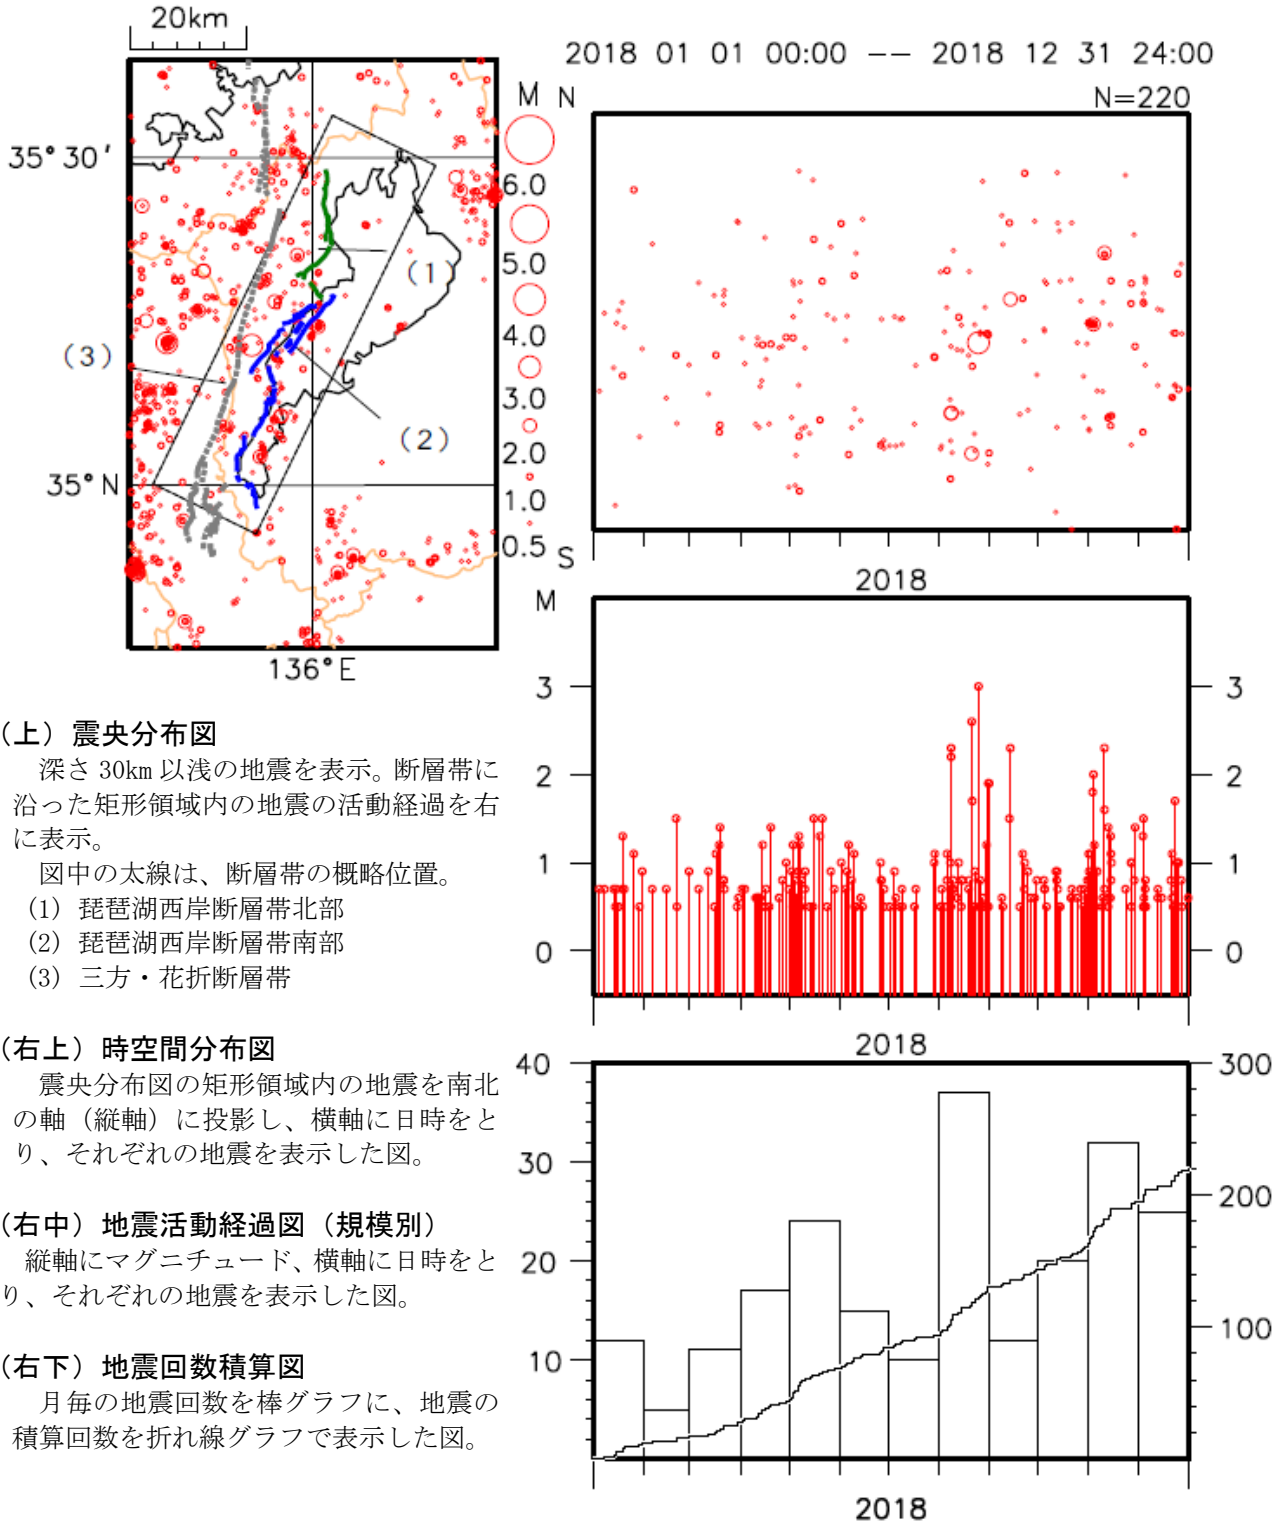 20km
2018 01 01 00:00 -- 2018 12 31 24:00
M N
N=220
35°30′
6.0
5.0
(1)
4.0
(3)
3.0
(2)
2.0
35°N
1.0
0.5
S
2018
136°E
M
3
3
2
2
1
1
0
0
2018
(上)震央分布図
深さ 30km 以浅の地震を表示。断層帯に
沿った矩形領域内の地震の活動経過を右
に表示。
図中の太線は、断層帯の概略位置。
(1) 琵琶湖西岸断層帯北部
(2) 琵琶湖西岸断層帯南部
(3) 三方・花折断層帯
(右上)時空間分布図
震央分布図の矩形領域内の地震を南北
の軸（縦軸）に投影し、横軸に日時をと
り、それぞれの地震を表示した図。
(右中)地震活動経過図（規模別）
縦軸にマグニチュード、横軸に日時をと
り、それぞれの地震を表示した図。
(右下)地震回数積算図
月毎の地震回数を棒グラフに、地震の
積算回数を折れ線グラフで表示した図。
40
300
30
200
20
100
10
2018